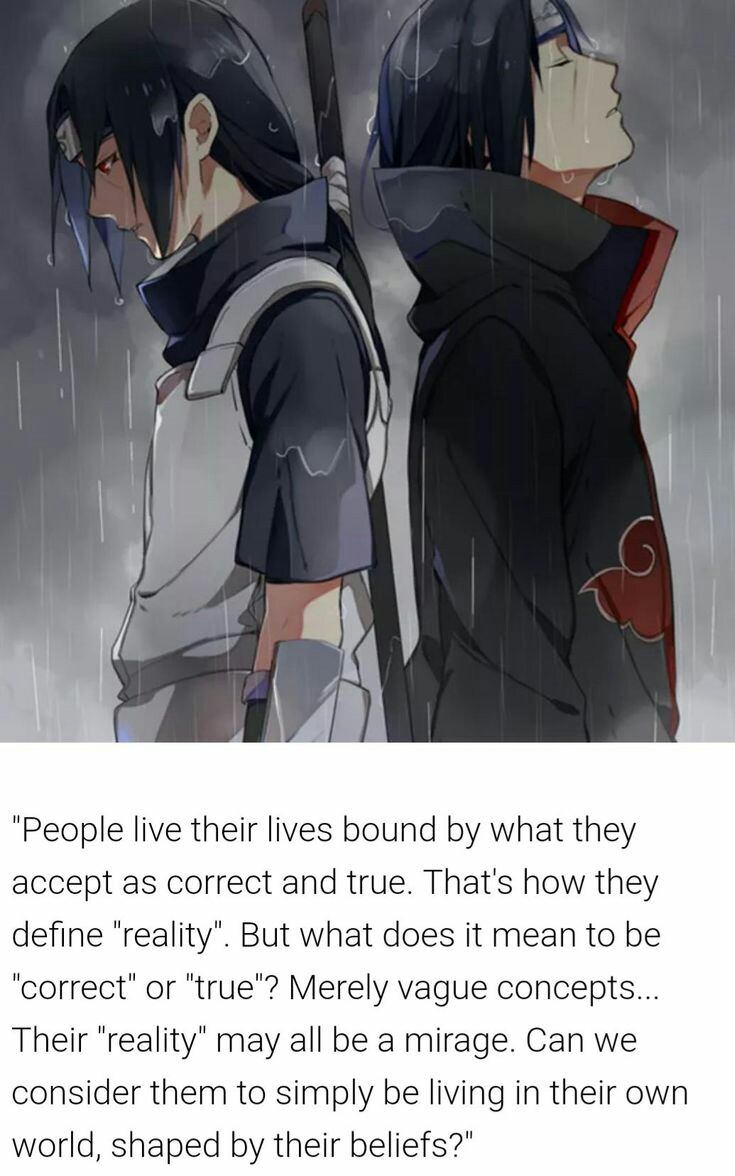 "People live their lives bound by what they
accept as correct and true. That's how they
define "reality". But what does it mean to be
"correct" or "true"? Merely vague concepts...
Their "reality" may all be a mirage. Can we
consider them to simply be living in their own
world, shaped by their beliefs?"